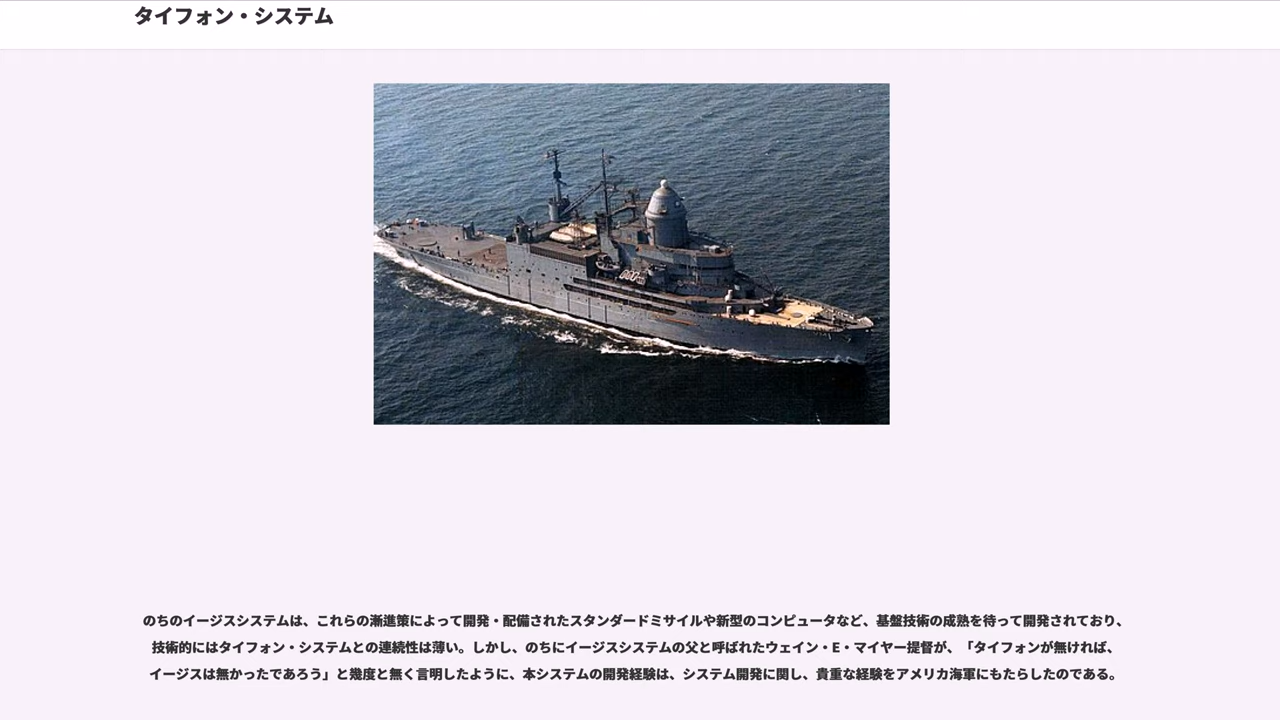 タイフォン・システム
のちのイージスシステムは、これらの漸進策によって開発・配備されたスタンダードミサイルや新型のコンピュータなど、基盤技術の成熟を待って開発されており、
技術的にはタイフォン・システムとの連続性は薄い。しかし、のちにイージスシステムの父と呼ばれたウェイン・E・マイヤー提督が、「タイフォンが無ければ、
イージスは無かったであろう」と幾度と無く言明したように、本システムの開発経験は、システム開発に関し、貴重な経験をアメリカ海軍にもたらしたのである。